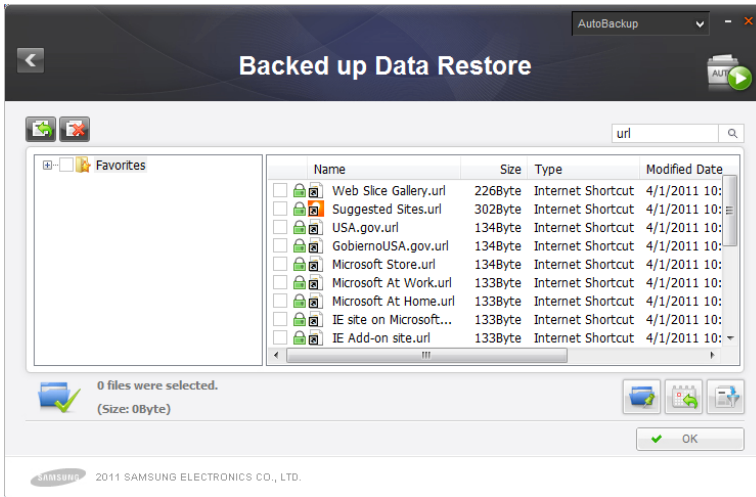 AutoBackup
Backed up Data Restore
AUT
url
Favorites
Name Size Type Modified Date
Web Slice Gallery.url 226Byte Internet Shortcut 4/1/2011 10:
Suggested Sites.url 302Byte Internet Shortcut 4/1/2011 10:
USA.gov.url 134Byte Internet Shortcut 4/1/2011 10:
GobiernoUSA.gov.url 134Byte Internet Shortcut 4/1/2011 10:
Microsoft Store.url 134Byte Internet Shortcut 4/1/2011 10:
Microsoft At Work.url 133Byte Internet Shortcut 4/1/2011 10:
Microsoft At Home.url 133Byte Internet Shortcut 4/1/2011 10:
IE site on Microsoft... 133Byte Internet Shortcut 4/1/2011 10:
IE Add-on site.url 133Byte Internet Shortcut 4/1/2011 10:
0 files were selected.
(Size: 0Byte)
OK
SAMSUNG 2011 SAMSUNG ELECTRONICS CO., LTD.